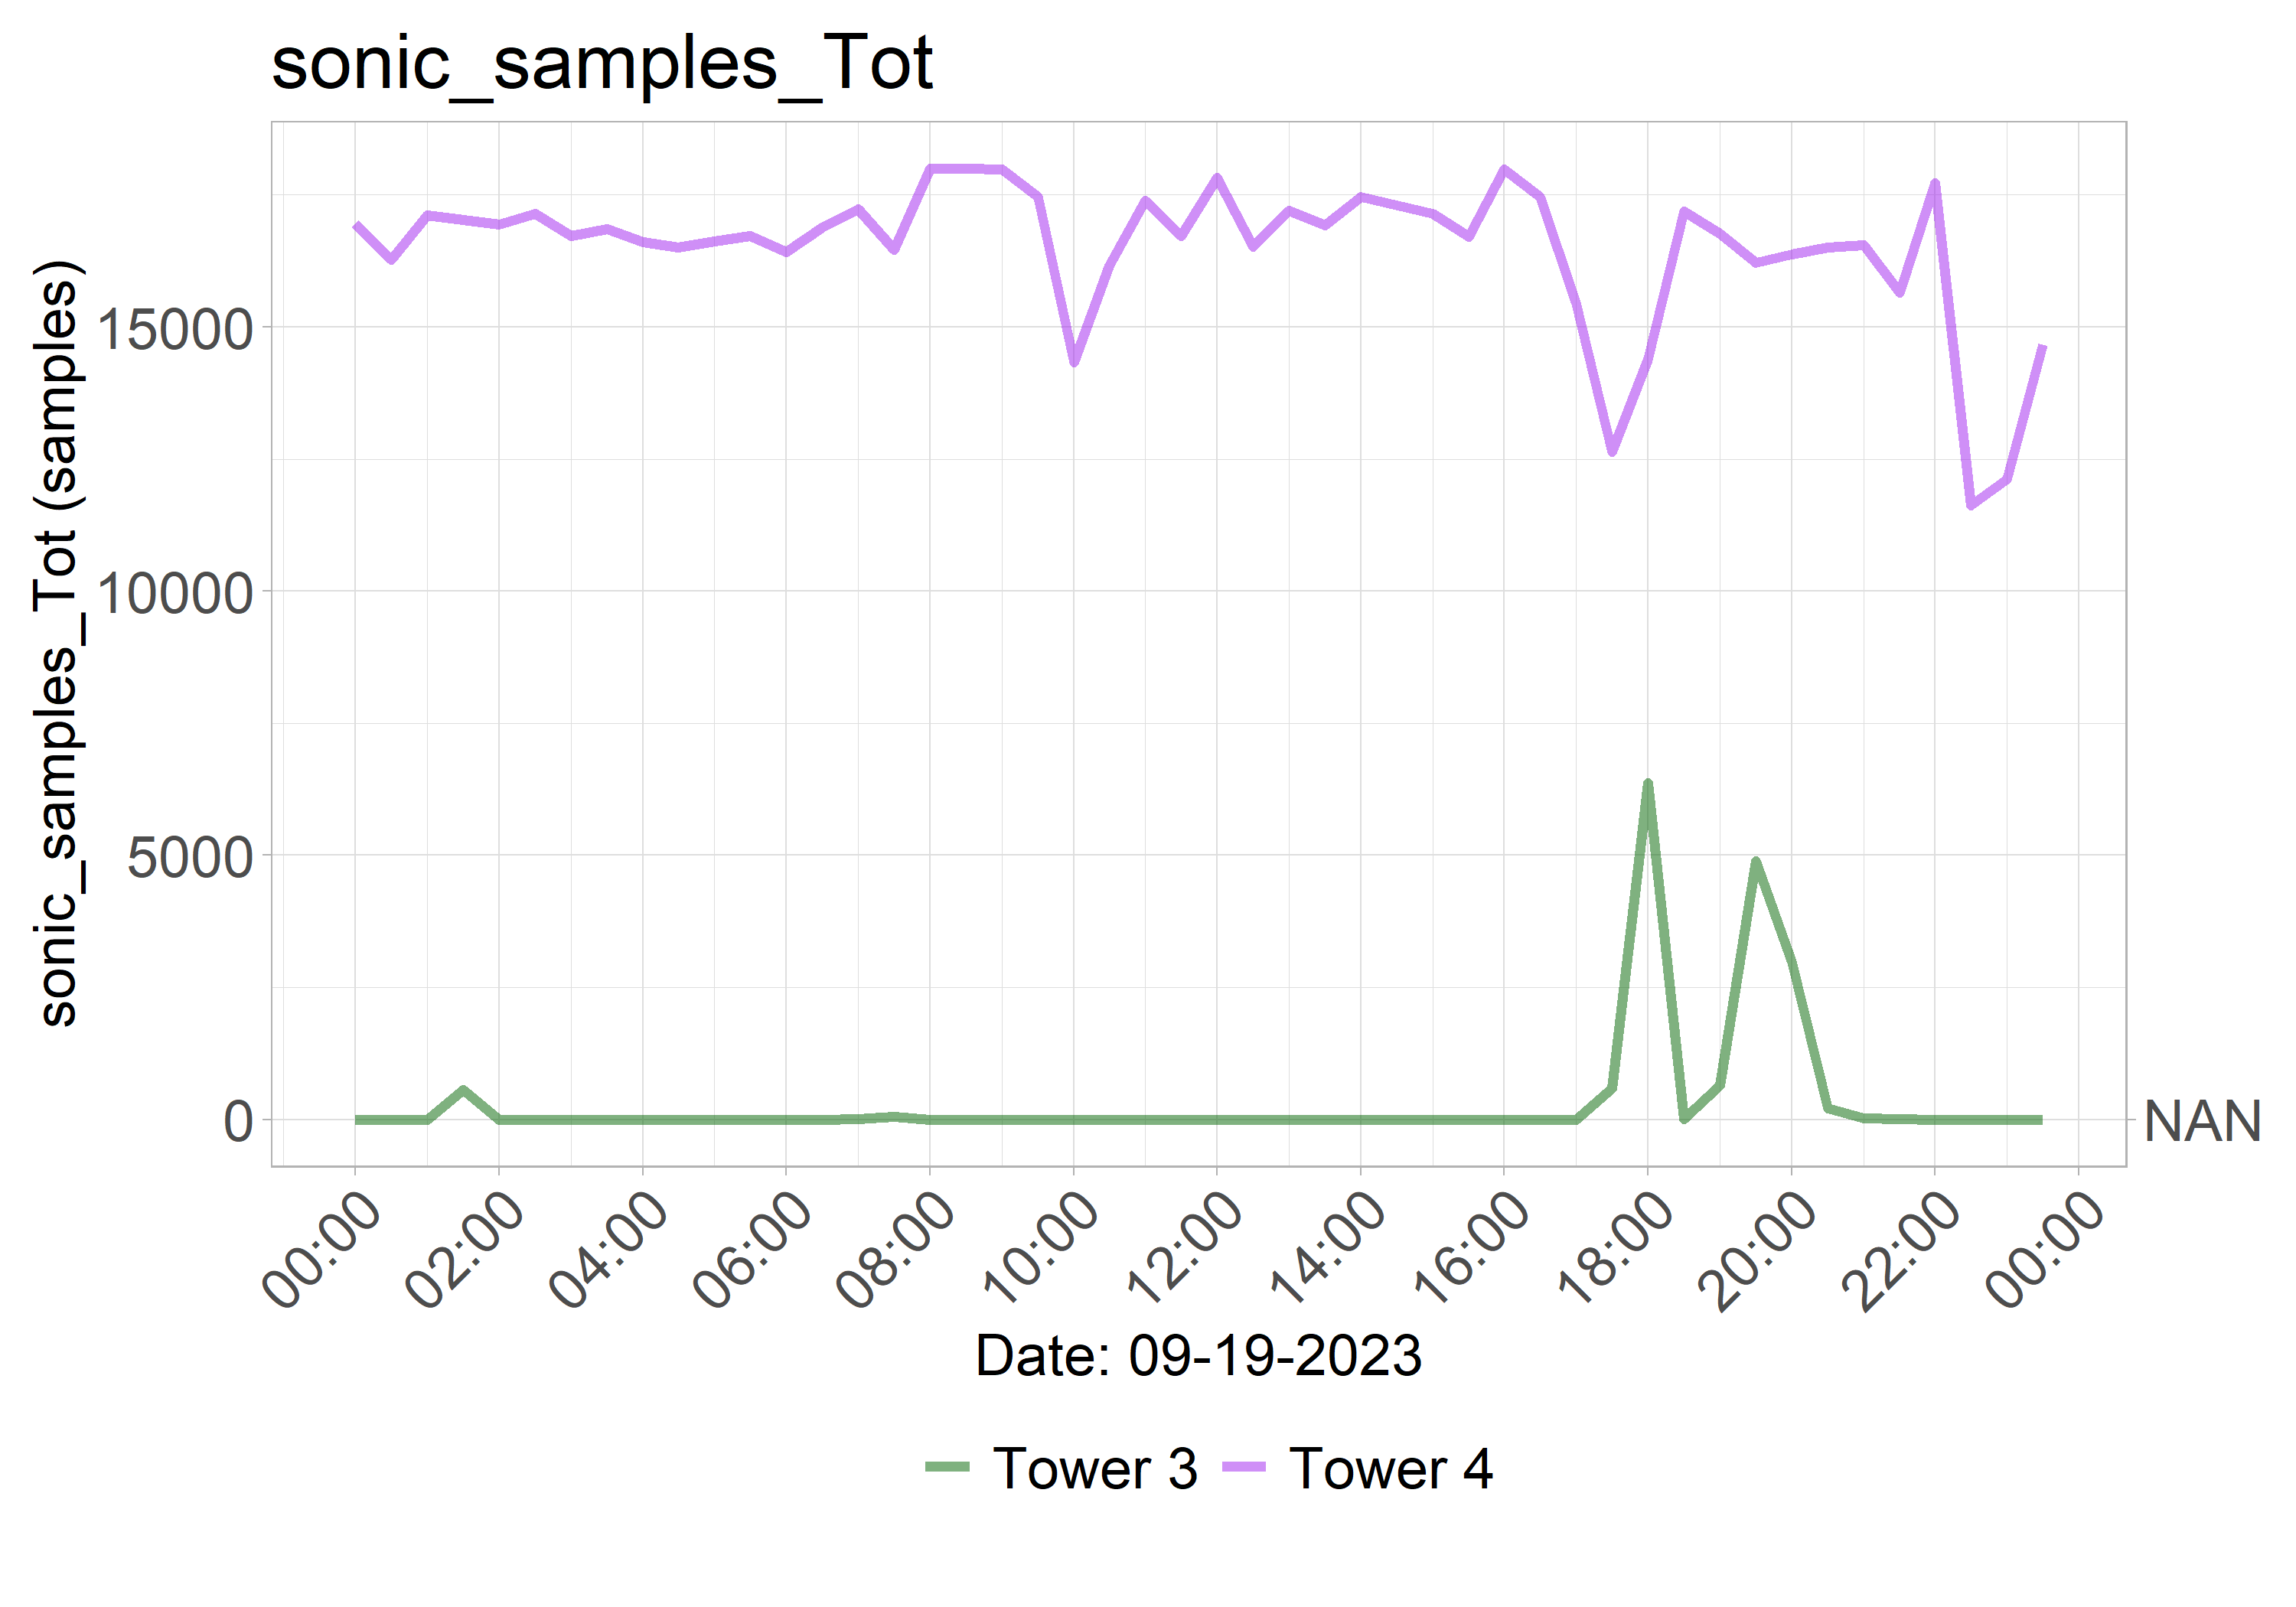 sonic_samples_Tot
sonic_samples_Tot (samples)
15000
10000
5000
0
NAN
00:00
02:00
04:00
06:00
08:00
10:00
12:00
14:00
16:00
18:00
20:00
22:00
00:00
Date: 09-19-2023
Tower 3
Tower 4